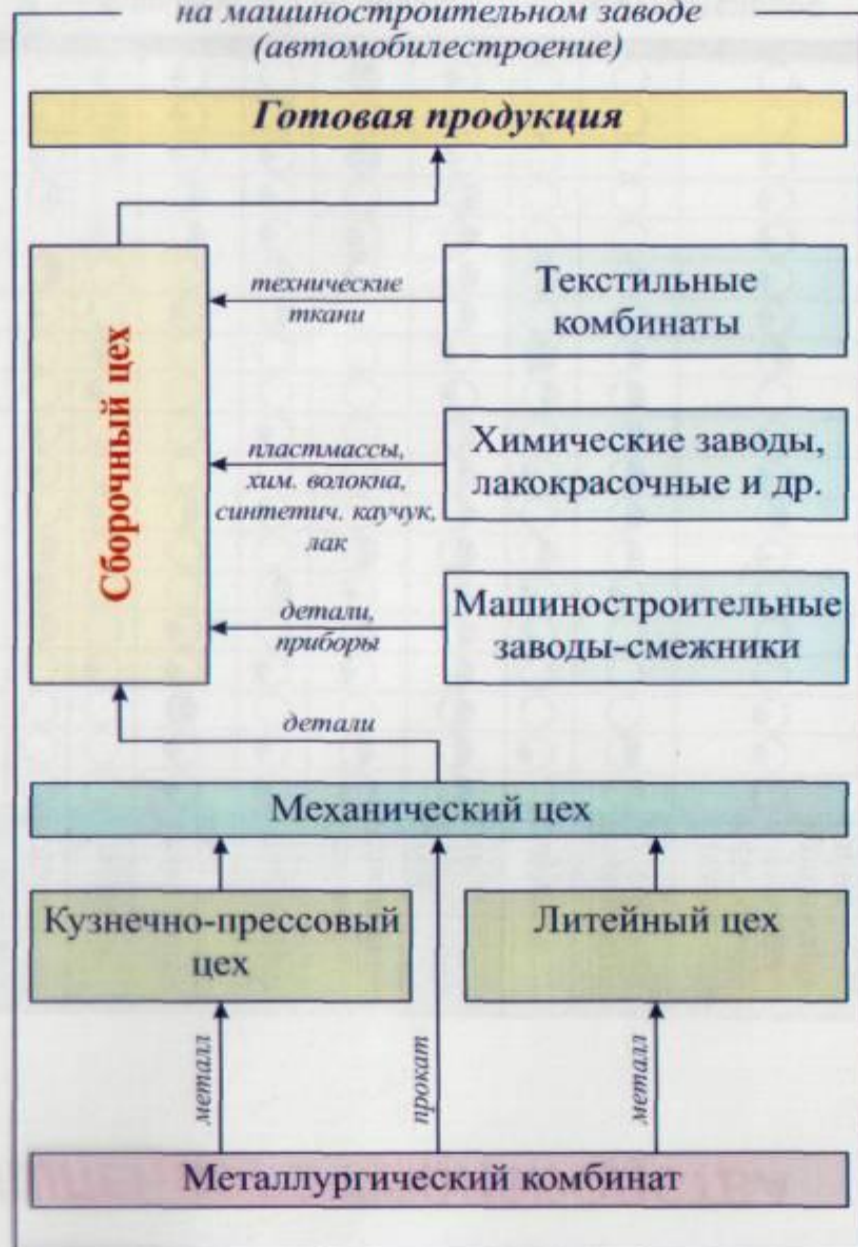 на машиностроительном заводе
(автомобилестроение)
Готовая продукция
Сборочный цех
технические
ткани
Текстильные
комбинаты
пластмассы,
хим. волокна,
синтетич. каучук,
лак
Химические заводы,
лакокрасочные и др.
детали,
приборы
Машиностроительные
заводы-смежники
детали
Механический цех
Кузнечно-прессовый
цех
Литейный цех
металл
прокат
металл
Металлургический комбинат